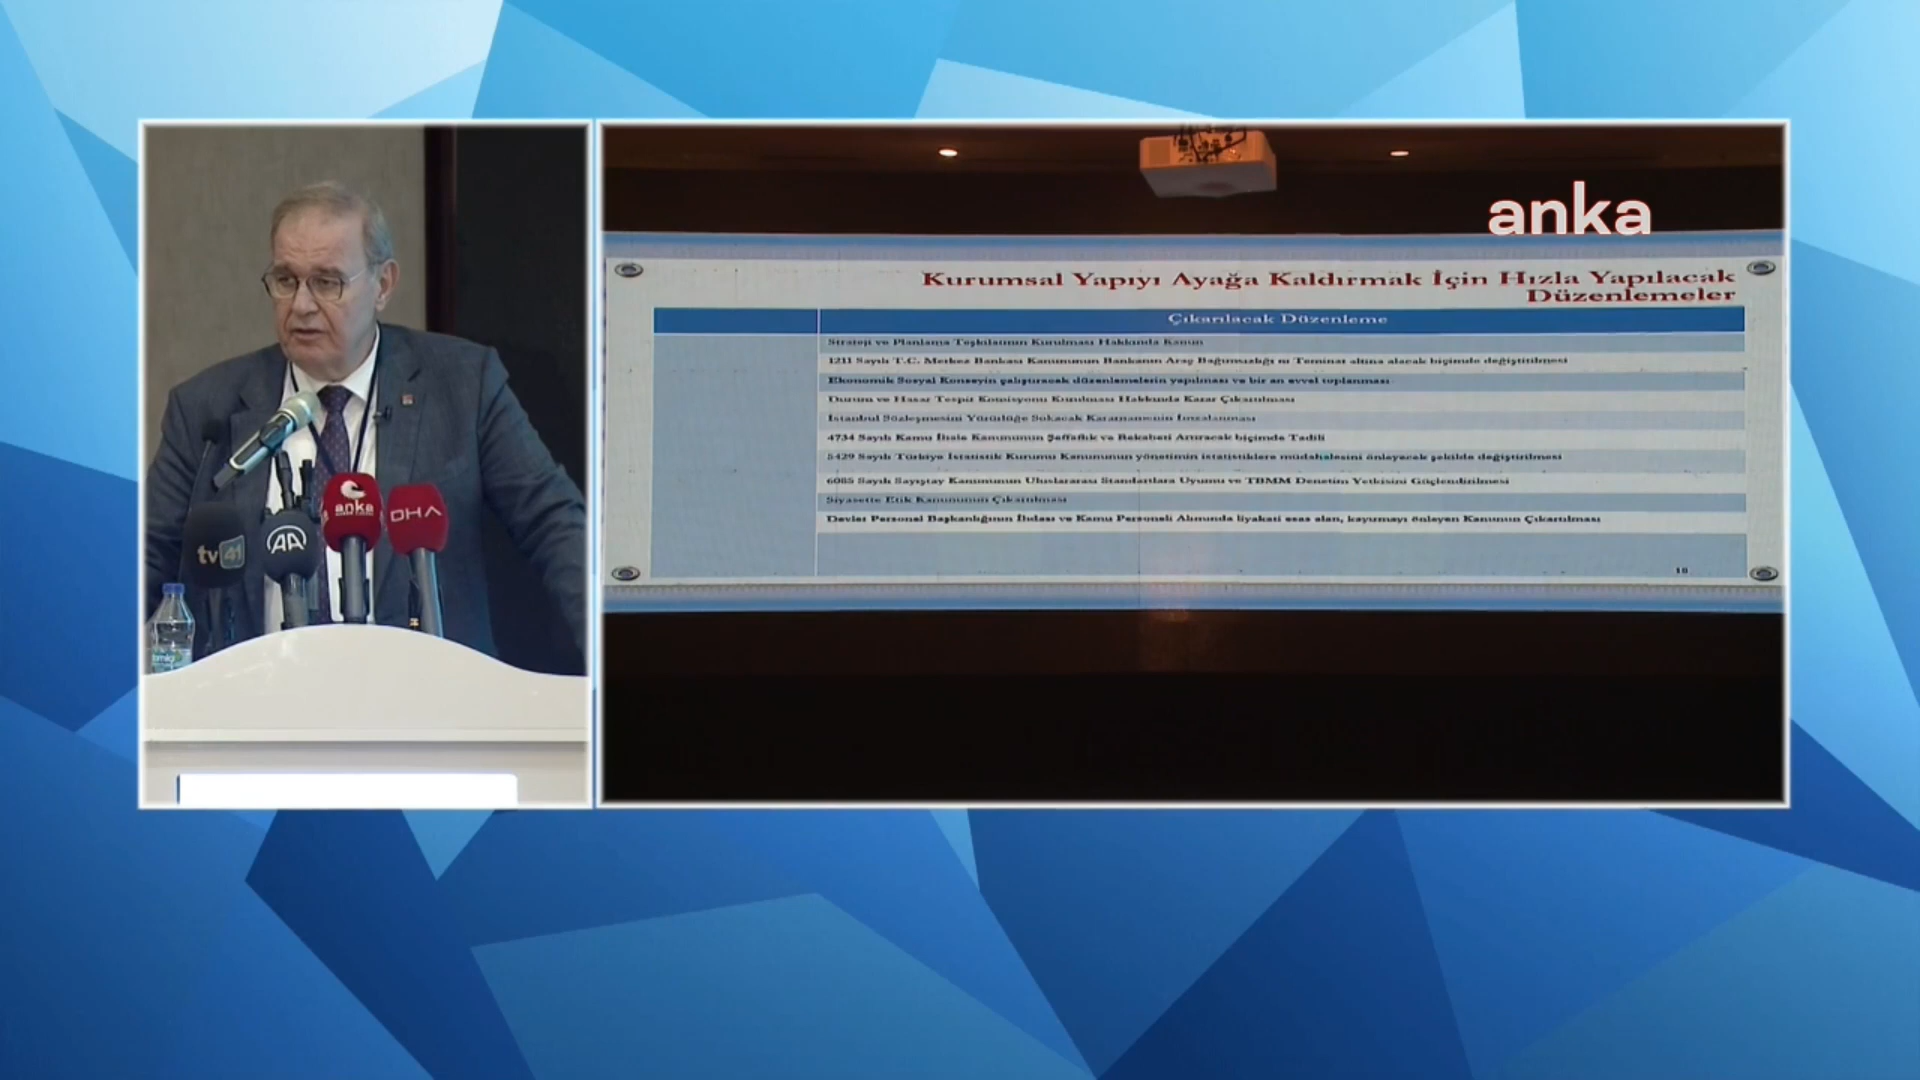 anka
Kurumsal Yapıyı Ayağa Kaldırmak İçin Hızla Yapılacak
Düzenlemeler
Çıkarılacak Düzenleme
Strateji ve Planlama Teşkilatının Kurulması Hakkında Kanun
1211 Sayılı T.C. Merkez Bankası Kanununun Bankanın Araç Bağımsızlığı nı Teminat altına alacak biçimde değiştirilmesi
Ekonomik Sosyal Konseyin çalıştıracak düzenlemelerin yapılması ve bir an evvel toplanması
Durum ve Hasar Tespit Komisyonu Kurulması Hakkında Karar Çıkartılması
İstanbul Sözleşmesini Yürürlüğe Sokacak Kararnamenin İmzalanması
4734 Sayılı Kamu İhale Kanununun Şeffaflık ve Rekabeti Artıracak biçimde Tadili
5429 Sayılı Türkiye İstatistik Kurumu Kanununun yönetimin istatistiklere müdahalesini önleyecek şekilde değiştirilmesi
6085 Sayılı Sayıştay Kanununun Uluslararası Standartlara Uyumu ve TBMM Denetim Yetkisini Güçlendirilmesi
Siyasette Etik Kanununun Çıkartılması
Devlet Personel Başkanlığının İhdası ve Kamu Personeli Alımında liyakati esas alan, kayırmayı önleyen Kanunun Çıkartılması
18
tv41
AA
anka
DHA